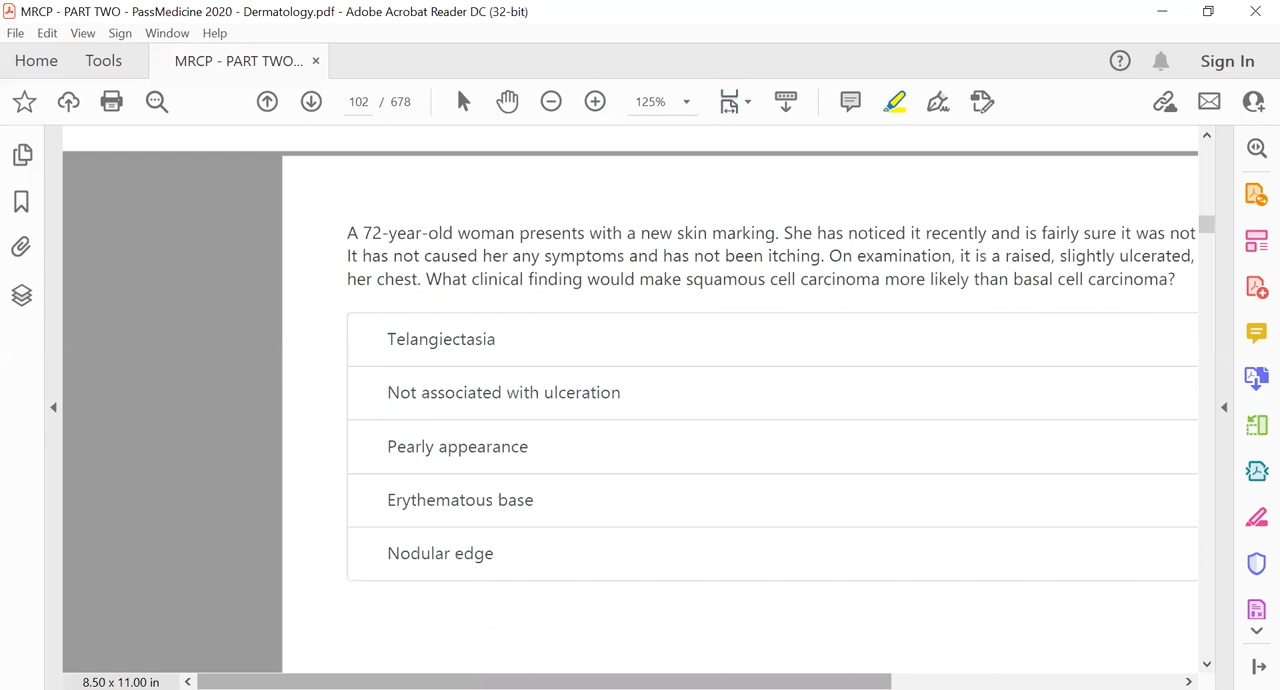 MRCP - PART TWO - PassMedicine 2020 - Dermatology.pdf - Adobe Acrobat Reader DC (32-bit)
File Edit View Sign Window Help
Home Tools MRCP - PART TWO... × Sign In
102 / 678 125%
A 72-year-old woman presents with a new skin marking. She has noticed it recently and is fairly sure it was not
It has not caused her any symptoms and has not been itching. On examination, it is a raised, slightly ulcerated,
her chest. What clinical finding would make squamous cell carcinoma more likely than basal cell carcinoma?
Telangiectasia
Not associated with ulceration
Pearly appearance
Erythematous base
Nodular edge
8.50 x 11.00 in